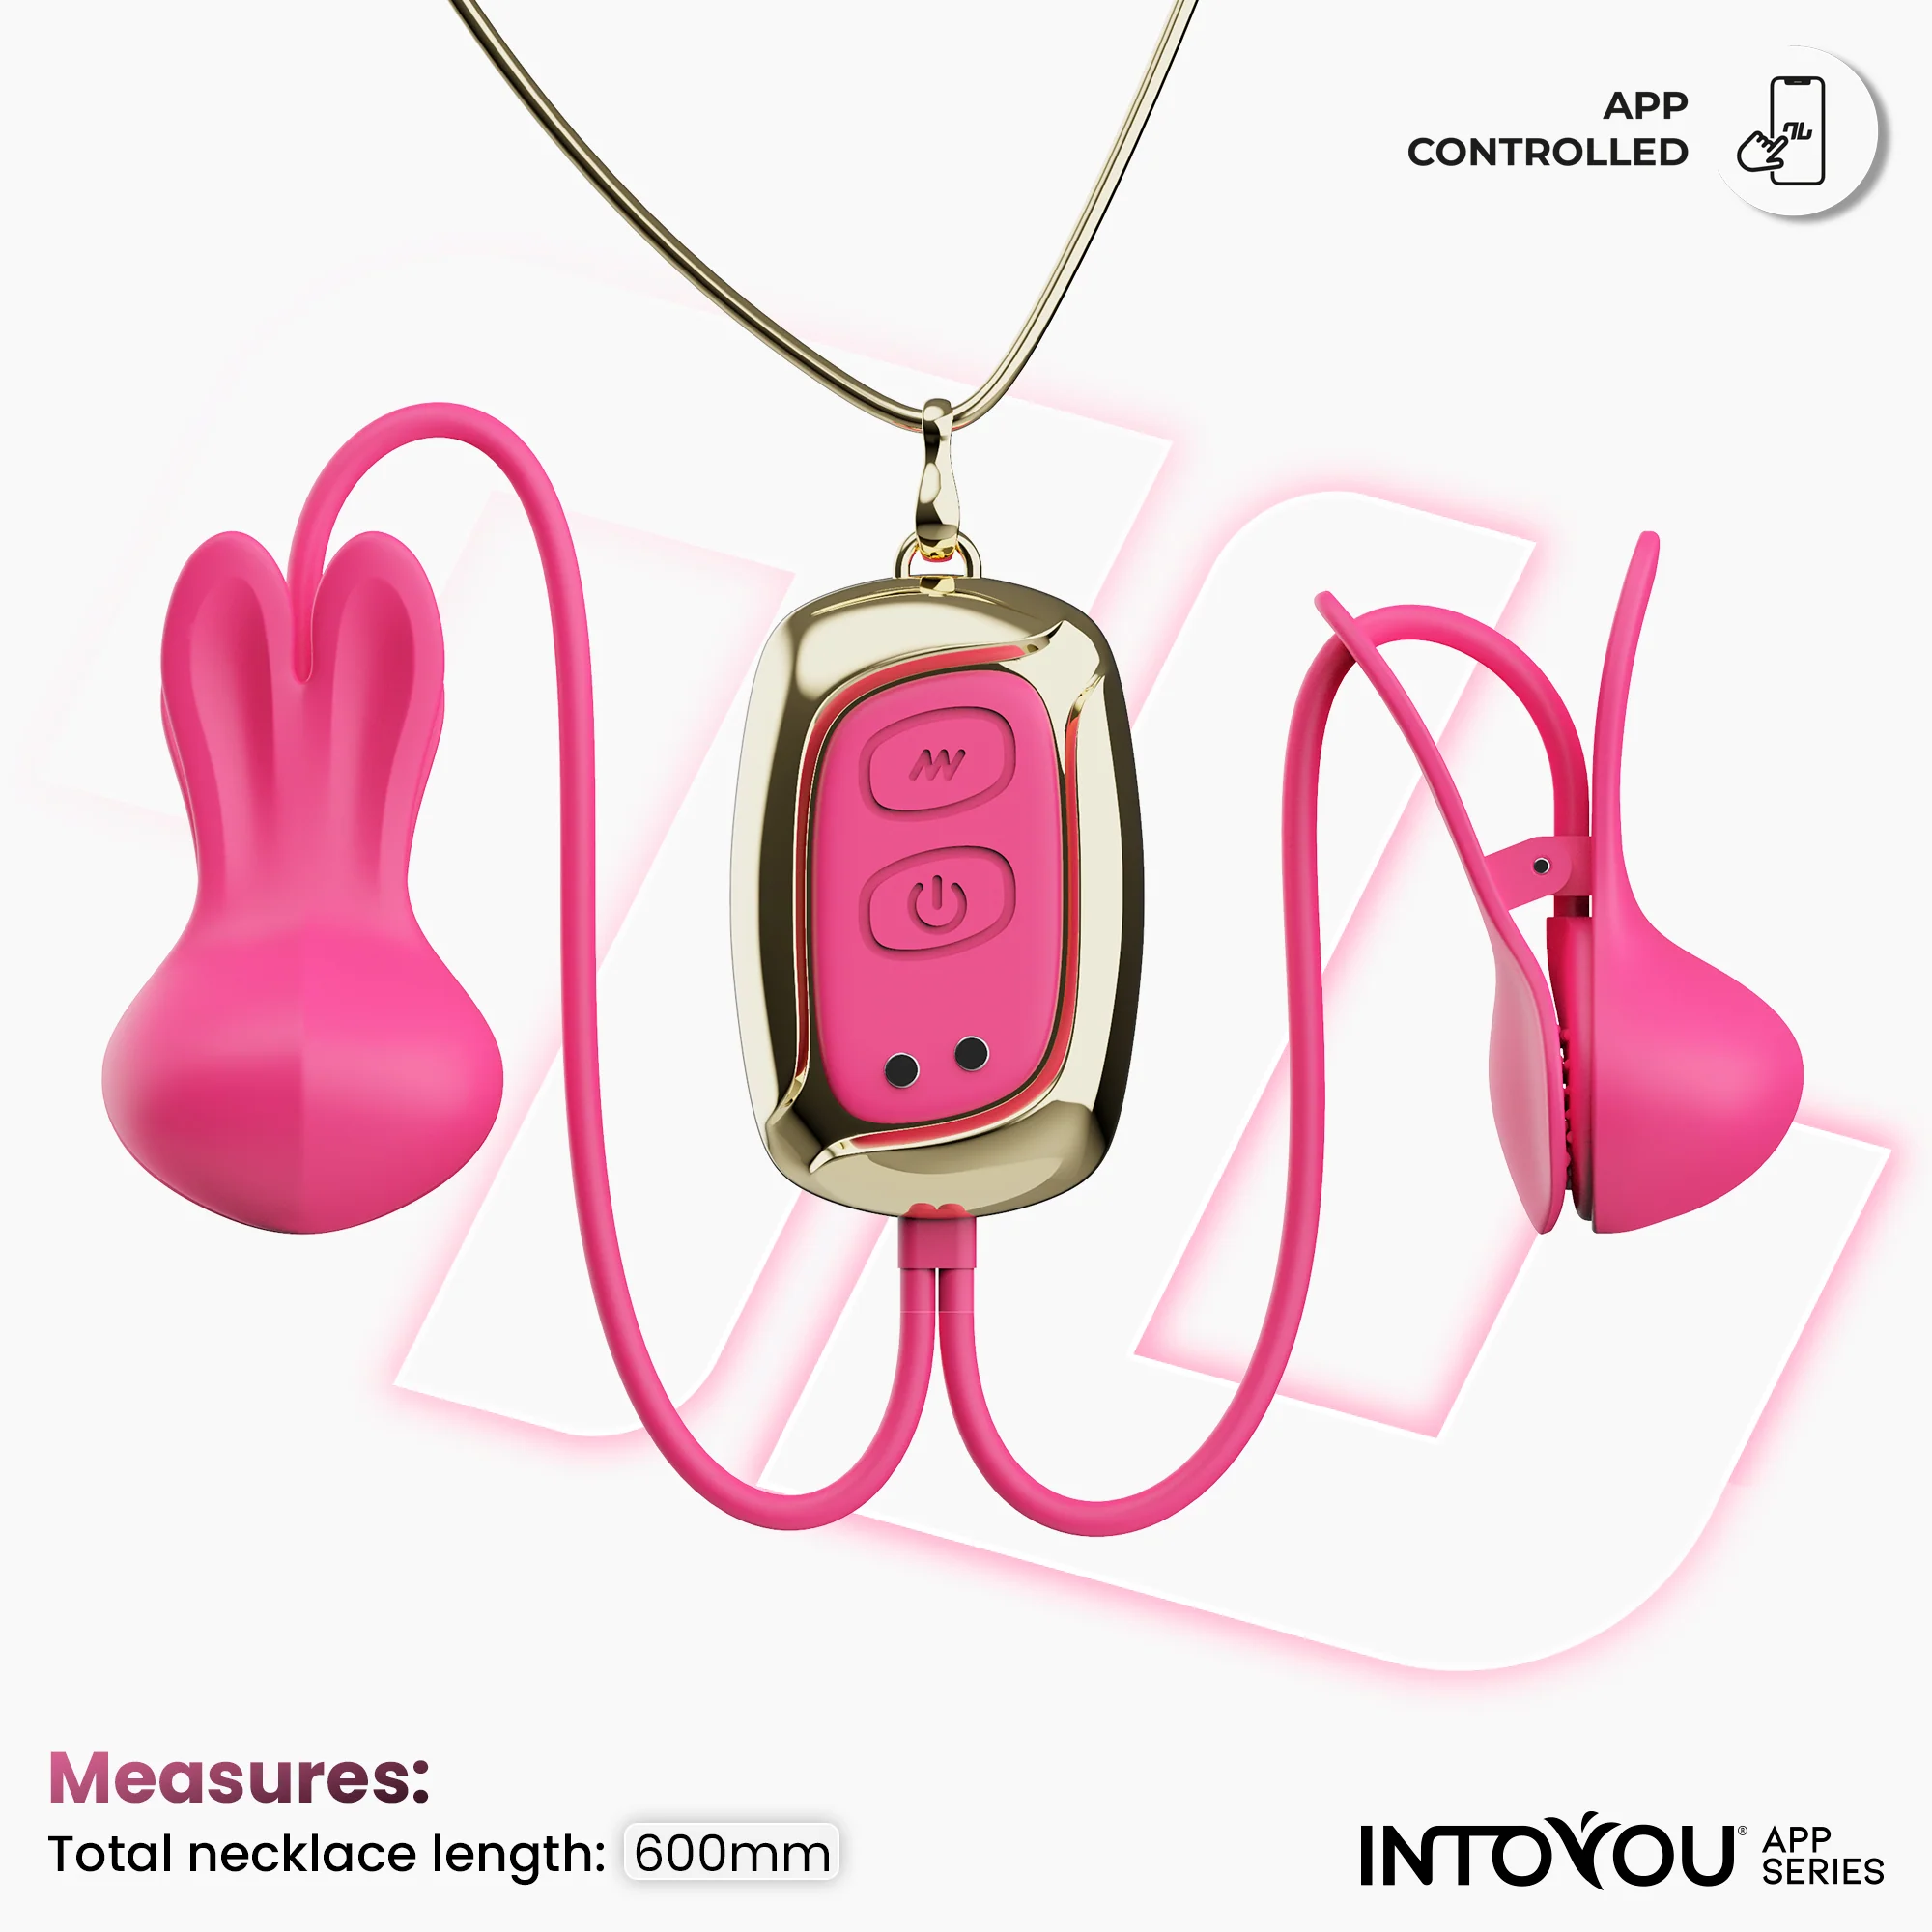 APP
CONTROLLED
Measures:
Total necklace length: 600mm
INTOYOU® APP
SERIES